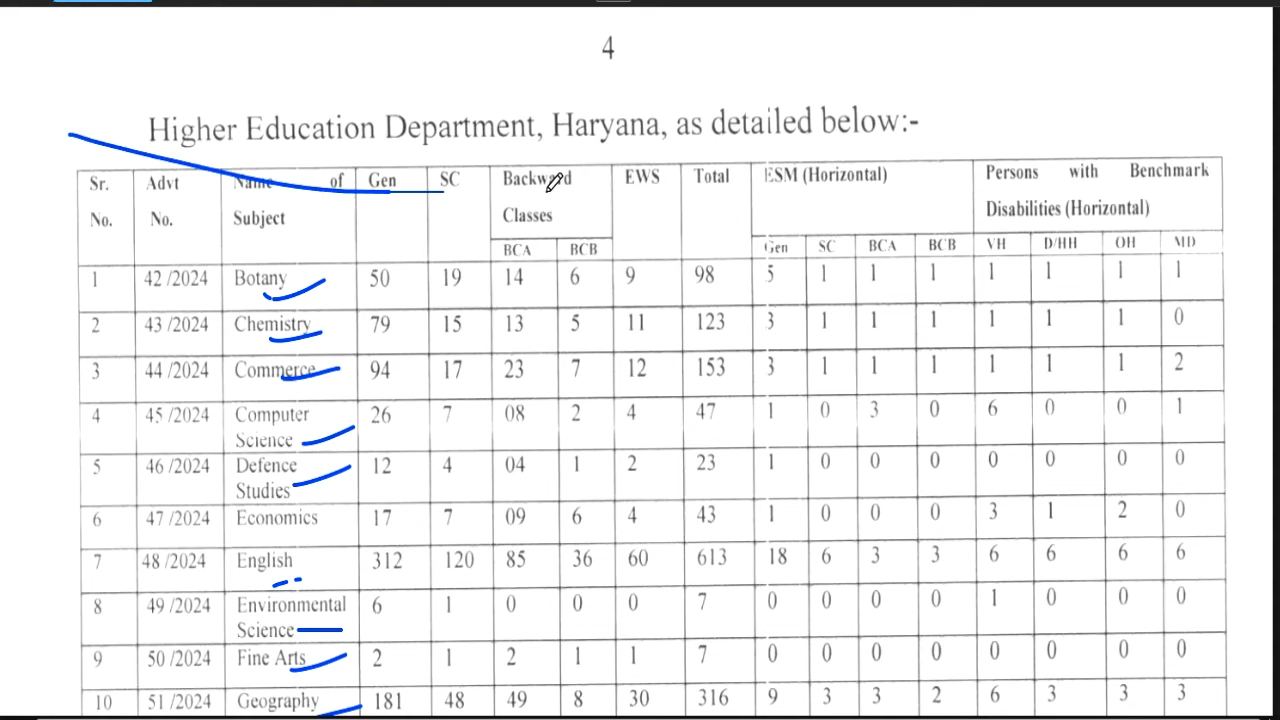 4
Higher Education Department, Haryana, as detailed below:-
Sr. No. Advt No. Name of Subject Gen SC Backward Classes EWS Total ESM (Horizontal) Persons with Benchmark Disabilities (Horizontal)
BCA BCB Gen SC BCA BCB VH D/HH OH MD
1 42 /2024 Botany 50 19 14 6 9 98 5 1 1 1 1 1 1 1
2 43 /2024 Chemistry 79 15 13 5 11 123 3 1 1 1 1 1 1 0
3 44 /2024 Commerce 94 17 23 7 12 153 3 1 1 1 1 1 1 2
4 45 /2024 Computer Science 26 7 08 2 4 47 1 0 3 0 6 0 0 1
5 46 /2024 Defence Studies 12 4 04 1 2 23 1 0 0 0 0 0 0 0
6 47 /2024 Economics 17 7 09 6 4 43 1 0 0 0 3 1 2 0
7 48 /2024 English 312 120 85 36 60 613 18 6 3 3 6 6 6 6
8 49 /2024 Environmental Science 6 1 0 0 0 7 0 0 0 0 1 0 0 0
9 50 /2024 Fine Arts 2 1 2 1 1 7 0 0 0 0 0 0 0 0
10 51 /2024 Geography 181 48 49 8 30 316 9 3 3 2 6 3 3 3